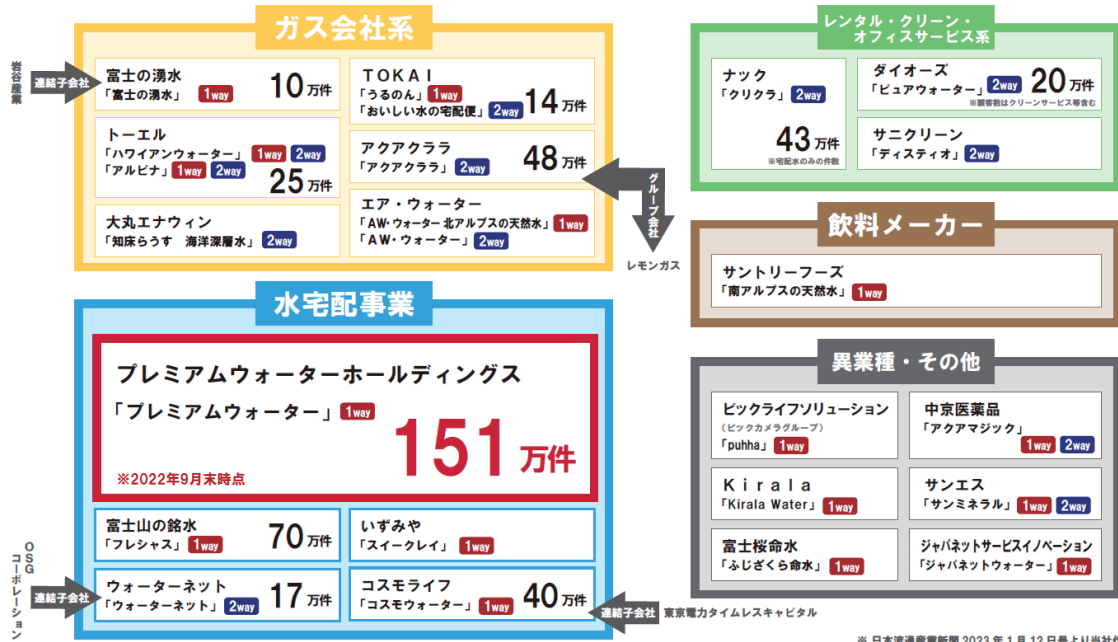 ガス会社系
岩谷産業
連結子会社
富士の湧水
「富士の湧水」 1way 10万件
トーエル
「ハワイアンウォーター」 1way 2way
「アルピナ」 1way 2way
25万件
大丸エナウィン
「知床らうす 海洋深層水」 2way
TOKAI
「うるのん」 1way
「おいしい水の宅配便」 2way 14万件
アクアクララ
「アクアクララ」 2way 48万件
エア・ウォーター
「AW・ウォーター 北アルプスの天然水」 1way
「AW・ウォーター」 2way
グループ会社
レモンガス
水宅配事業
プレミアムウォーターホールディングス
「プレミアムウォーター」 1way
151万件
※2022年9月末時点
富士山の銘水
「フレシャス」 1way 70万件
いずみや
「スイークレイ」 1way
OSGコーポレーション
連結子会社
ウォーターネット
「ウォーターネット」 2way 17万件
コスモライフ
「コスモウォーター」 1way 40万件
連結子会社 東京電力タイムレスキャピタル
レンタル・クリーン・
オフィスサービス系
ナック
「クリクラ」 2way
43万件
※宅配水のみの件数
ダイオーズ
「ピュアウォーター」 2way 20万件
※顧客数はクリーンサービス等含む
サニクリーン
「ディスティオ」 2way
飲料メーカー
サントリーフーズ
「南アルプスの天然水」 1way
異業種・その他
ビックライフソリューション
(ビックカメラグループ)
「puhha」 1way
中京医薬品
「アクアマジック」
1way 2way
Kirala
「Kirala Water」 1way
サンエス
「サンミネラル」 1way 2way
富士桜命水
「ふじざくら命水」 1way
ジャパネットサービスイノベーション
「ジャパネットウォーター」 1way
※ 日本流通産業新聞 2023年1月12日号より当社